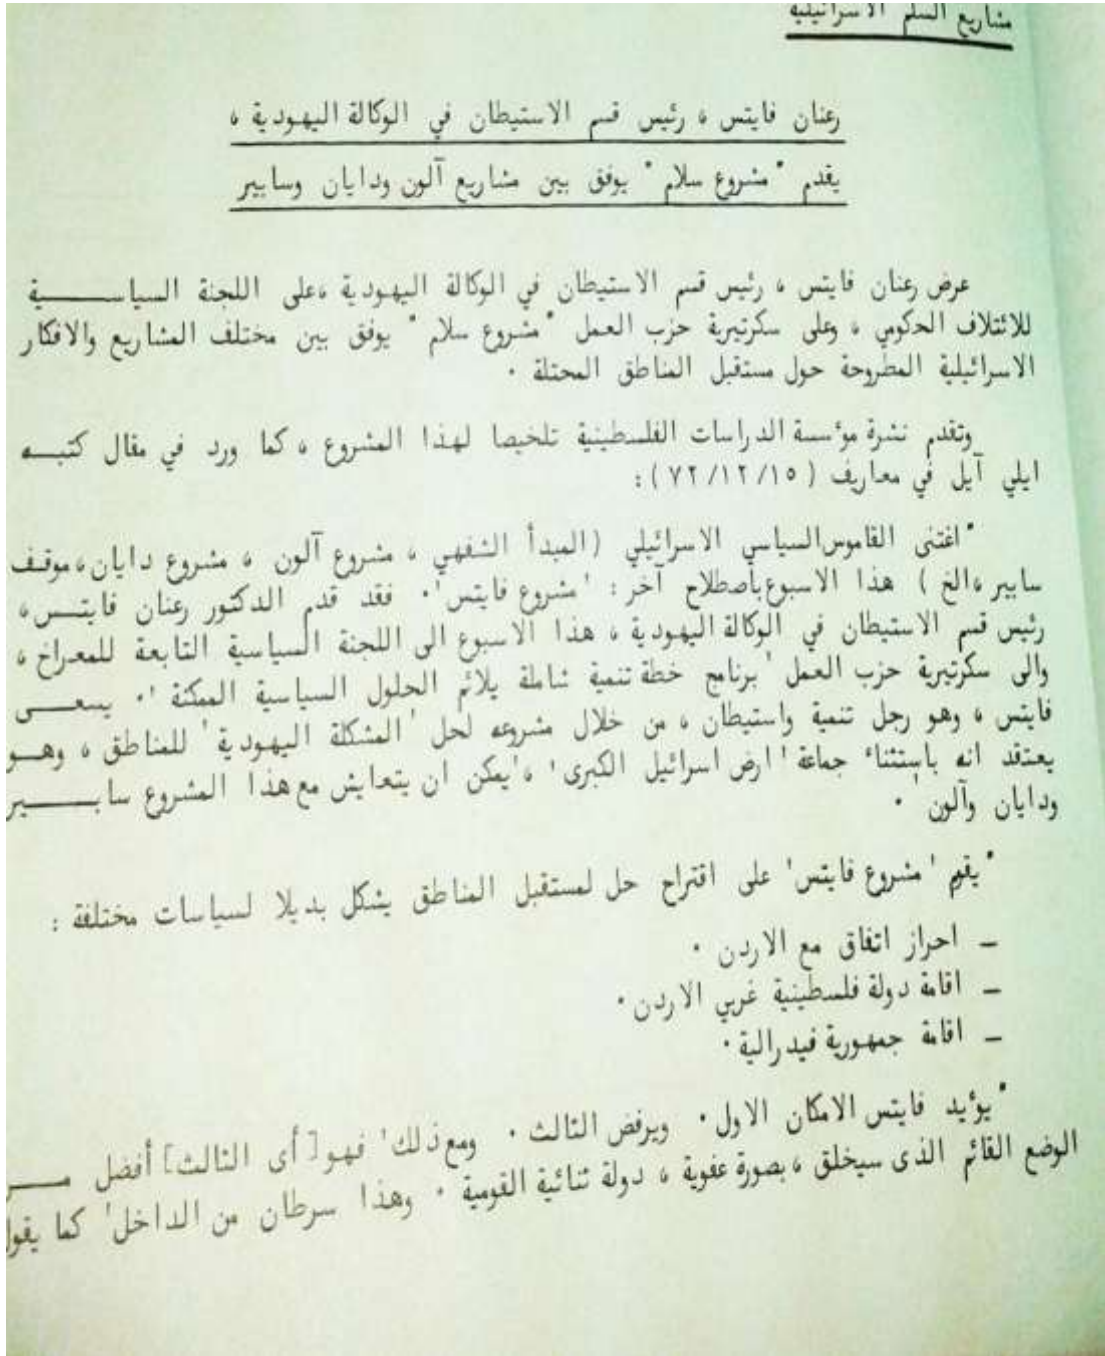 مشاريع السلم الاسرائيلية
رعنان فايتس ، رئيس قسم الاستيطان في الوكالة اليهودية ،
يقدم "مشروع سلام" يوفق بين مشاريع آلون ودايان وسابير
عرض رعنان فايتس ، رئيس قسم الاستيطان في الوكالة اليهودية ،على اللجنة السياسية
للائتلاف الحكومي ، وعلى سكرتيرية حزب العمل "مشروع سلام" يوفق بين مختلف المشاريع والافكار
الاسرائيلية المطروحة حول مستقبل المناطق المحتلة .
وتقدم نشرة مؤسسة الدراسات الفلسطينية تلخيصا لهذا المشروع ، كما ورد في مقال كتبه
ايلي آيل في معاريف ( ٧٢/١٢/١٥ ) :
"اغتنى القاموس السياسي الاسرائيلي (المبدأ الشفهي ، مشروع آلون ، مشروع دايان ،موقف
سابير ،الخ ) هذا الاسبوع باصطلاح آخر : 'مشروع فايتس'. فقد قدم الدكتور رعنان فايتس ،
رئيس قسم الاستيطان في الوكالة اليهودية ، هذا الاسبوع الى اللجنة السياسية التابعة للمعراخ ،
والى سكرتيرية حزب العمل 'برنامج خطة تنمية شاملة يلائم الحلول السياسية الممكنة '. يسعى
فايتس ، وهو رجل تنمية واستيطان ، من خلال مشروعه لحل 'المشكلة اليهودية' للمناطق ، وهو
يعتقد انه باستثناء جماعة 'ارض اسرائيل الكبرى' ،'يمكن ان يتعايش مع هذا المشروع سابير
ودايان وآلون' .
"يقوم 'مشروع فايتس' على اقتراح حل لمستقبل المناطق يشكل بديلا لسياسات مختلفة :
– احراز اتفاق مع الاردن .
– اقامة دولة فلسطينية غربي الاردن .
– اقامة جمهورية فيدرالية .
"يؤيد فايتس الامكان الاول . ويرفض الثالث . ومع ذلك 'فهو [أى الثالث] أفضل
الوضع القائم الذى سيخلق ، بصورة عفوية ، دولة ثنائية القومية . وهذا سرطان من الداخل' كما